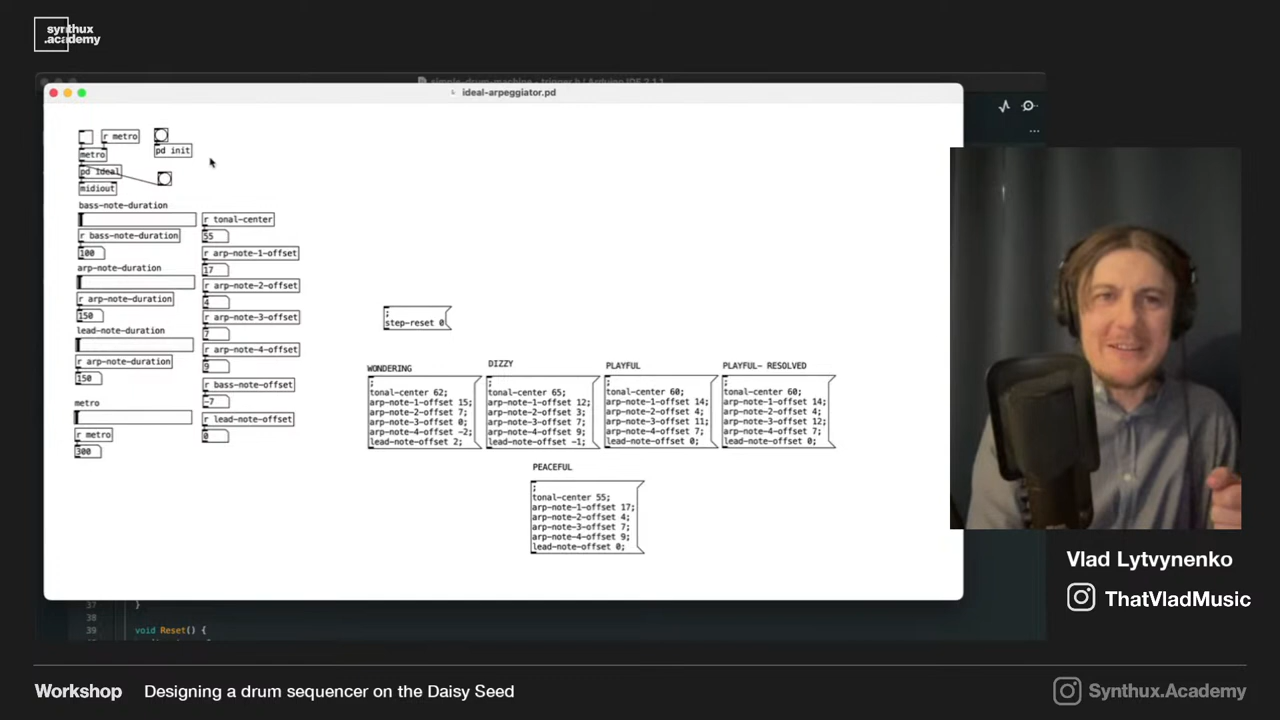 synthux
.academy
simple-drum-machine - trigger.h | Arduino IDE 2.1.1
ideal-arpeggiator.pd
r metro
pd init
metro
pd ideal
midiout
bass-note-duration
r tonal-center
r bass-note-duration
55
100
r arp-note-1-offset
arp-note-duration
17
r arp-note-2-offset
r arp-note-duration
4
150
r arp-note-3-offset
lead-note-duration
7
r arp-note-4-offset
r arp-note-duration
9
150
r bass-note-offset
metro
-7
r lead-note-offset
r metro
0
300
;
step-reset 0
WONDERING
;
tonal-center 62;
arp-note-1-offset 15;
arp-note-2-offset 7;
arp-note-3-offset 0;
arp-note-4-offset -2;
lead-note-offset 2;
DIZZY
;
tonal-center 65;
arp-note-1-offset 12;
arp-note-2-offset 3;
arp-note-3-offset 7;
arp-note-4-offset 9;
lead-note-offset -1;
PLAYFUL
;
tonal-center 60;
arp-note-1-offset 14;
arp-note-2-offset 4;
arp-note-3-offset 11;
arp-note-4-offset 7;
lead-note-offset 0;
PLAYFUL- RESOLVED
;
tonal-center 60;
arp-note-1-offset 14;
arp-note-2-offset 4;
arp-note-3-offset 12;
arp-note-4-offset 7;
lead-note-offset 0;
PEACEFUL
;
tonal-center 55;
arp-note-1-offset 17;
arp-note-2-offset 4;
arp-note-3-offset 7;
arp-note-4-offset 9;
lead-note-offset 0;
37 }
38
39 void Reset() {
Vlad Lytvynenko
ThatVladMusic
Workshop Designing a drum sequencer on the Daisy Seed
Synthux.Academy